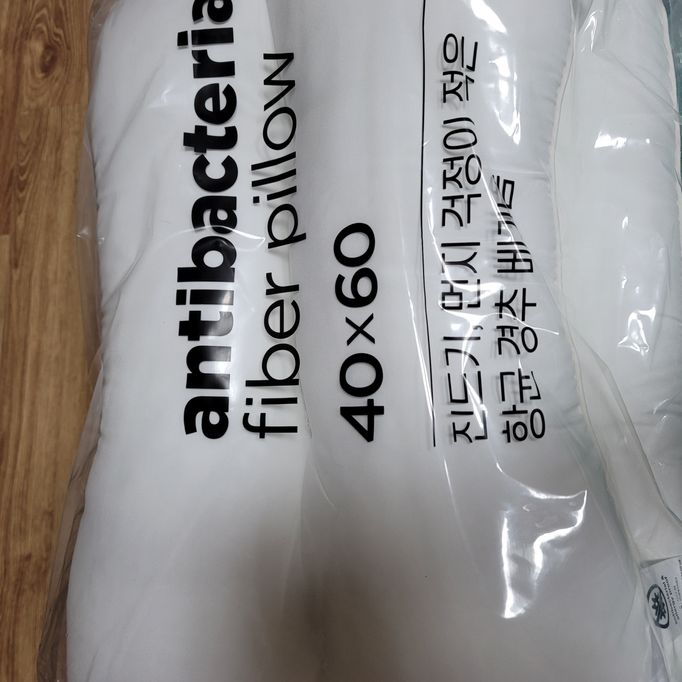 antibacteria
fiber pillow
40×60
진드기,먼지 걱정이 적은
항균 경추 베개솜